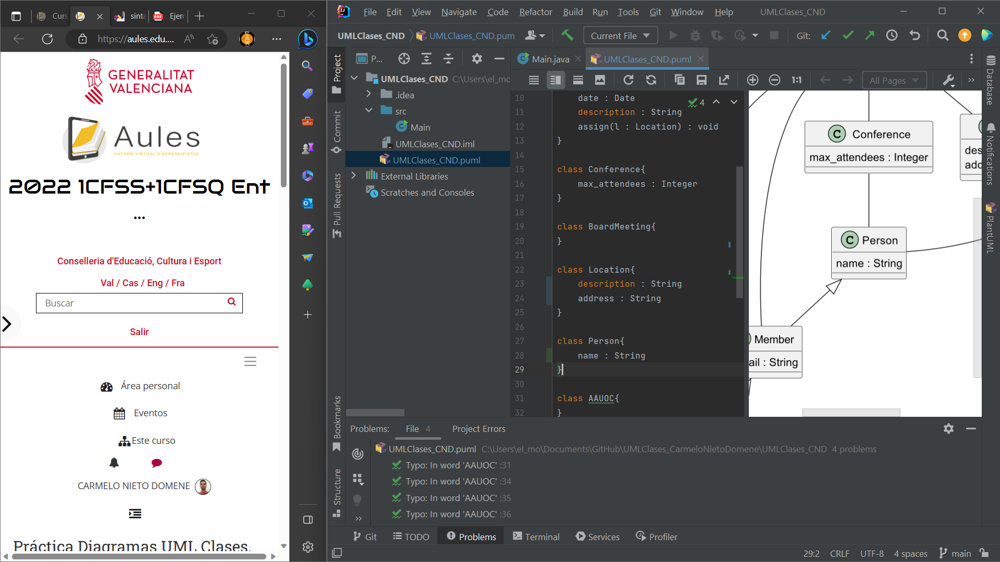 Curs
sinta
Ejem
https://aules.edu....
GENERALITAT
VALENCIANA
Aules
ENTORN VIRTUAL D'APRENENTATGE
2022 1CFSS+1CFSQ Ent
...
Conselleria d'Educació, Cultura i Esport
Val / Cas / Eng / Fra
Buscar
Salir
Área personal
Eventos
Este curso
CARMELO NIETO DOMENE
Práctica Diagramas UML Clases.
File Edit View Navigate Code Refactor Build Run Tools Git Window Help UMLClases_CND
UMLClases_CND UMLClases_CND.pum Current File Git:
Project
Commit
Pull Requests
Bookmarks
Structure
P...
UMLClases_CND C:\Users\el_mo
.idea
src
Main
UMLClases_CND.iml
UMLClases_CND.puml
External Libraries
Scratches and Consoles
Main.java UMLClases_CND.puml
1:1 All Pages
4
10 date : Date
11 description : String
12 assign(l : Location) : void
13 }
14
15 class Conference{
16 max_attendees : Integer
17 }
18
19 class BoardMeeting{
20 }
21
22 class Location{
23 description : String
24 address : String
25 }
26
27 class Person{
28 name : String
29 }
30
31 class AAUOC{
32 }
C Conference
max_attendees : Integer
des
add
C Person
name : String
Member
ail : String
Database
Notifications
PlantUML
Problems: File 4 Project Errors
UMLClases_CND.puml C:\Users\el_mo\Documents\GitHub\UMLClases_CarmeloNietoDomene\UMLClases_CND 4 problems
Typo: In word 'AAUOC' :31
Typo: In word 'AAUOC' :34
Typo: In word 'AAUOC' :35
Typo: In word 'AAUOC' :36
Git TODO Problems Terminal Services Profiler
29:2 CRLF UTF-8 4 spaces main